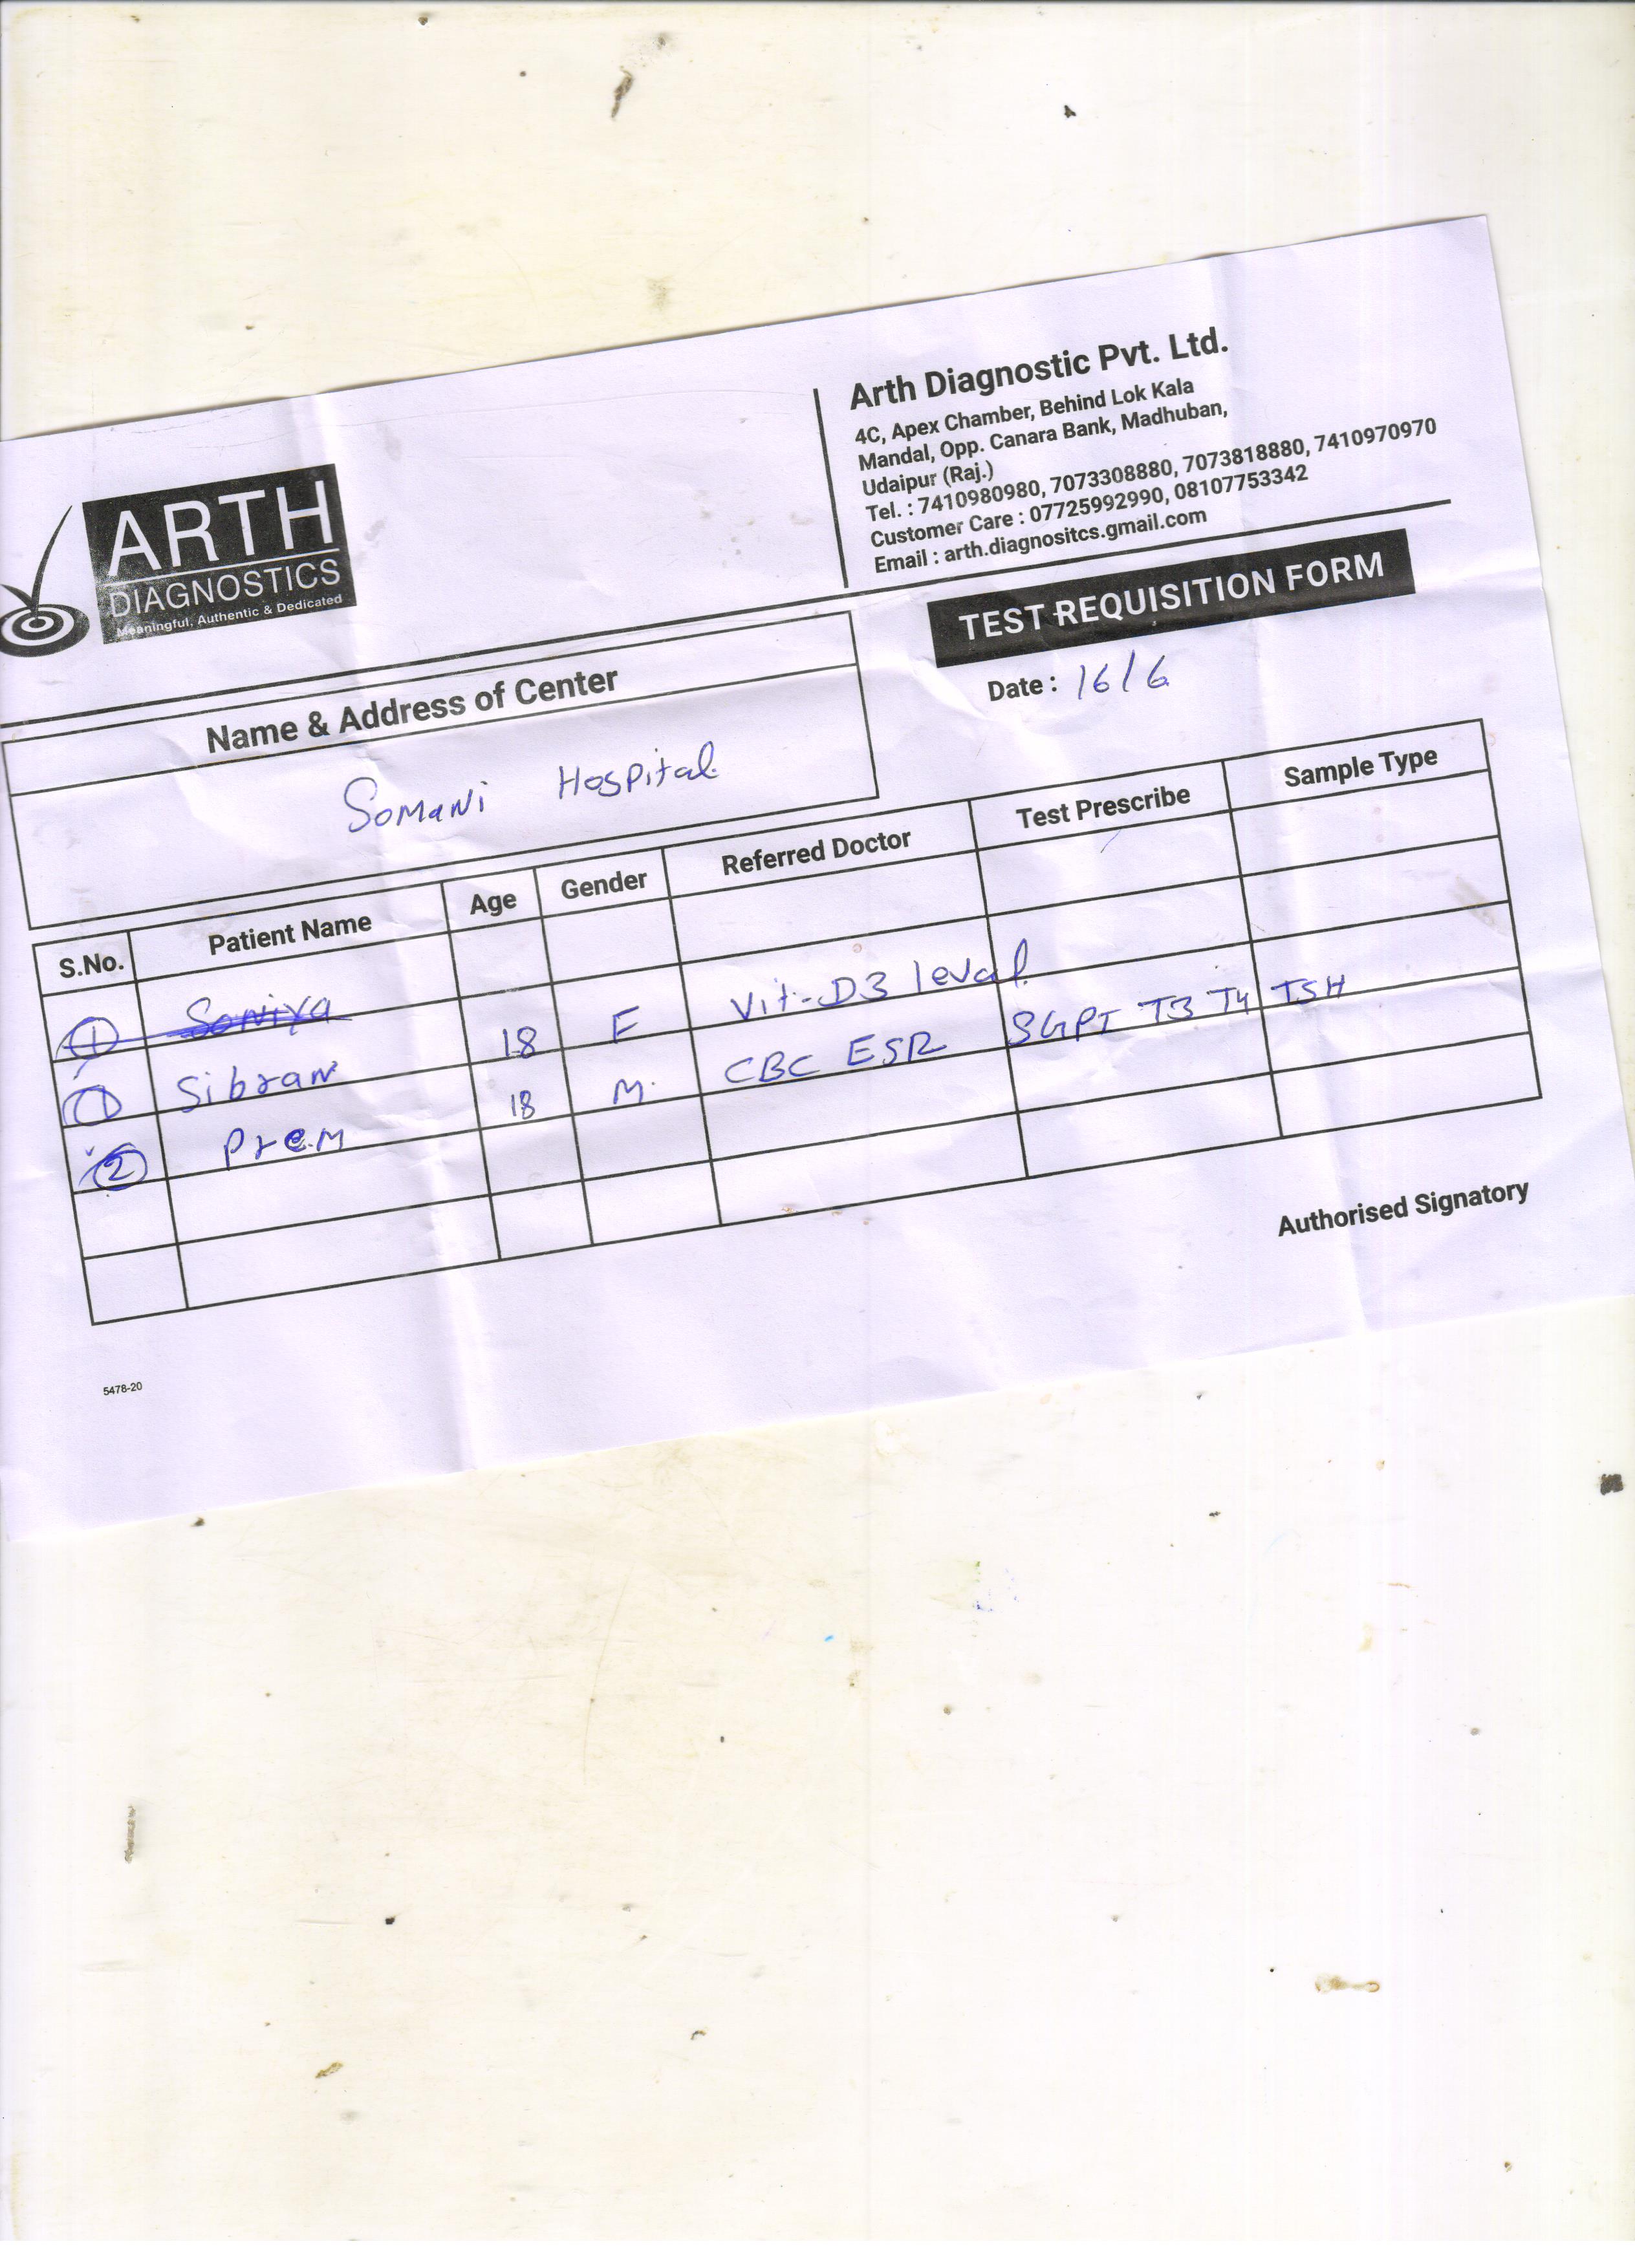 ARTH
DIAGNOSTICS
Meaningful, Authentic & Dedicated
Arth Diagnostic Pvt. Ltd.
4C, Apex Chamber, Behind Lok Kala
Mandal, Opp. Canara Bank, Madhuban,
Udaipur (Raj.)
Tel. : 7410980980, 7073308880, 7073818880, 7410970970
Customer Care : 07725992990, 08107753342
Email : arth.diagnositcs.gmail.com
TEST REQUISITION FORM
Date : 16/6
Name & Address of Center
Somani Hospital
S.No. Patient Name Age Gender Referred Doctor Test Prescribe Sample Type
1 Soniya
1 Sibran 18 F Vit-D3 leval
2 Prem 18 M. CBC ESR SGPT T3 T4 TSH
Authorised Signatory
5478-20